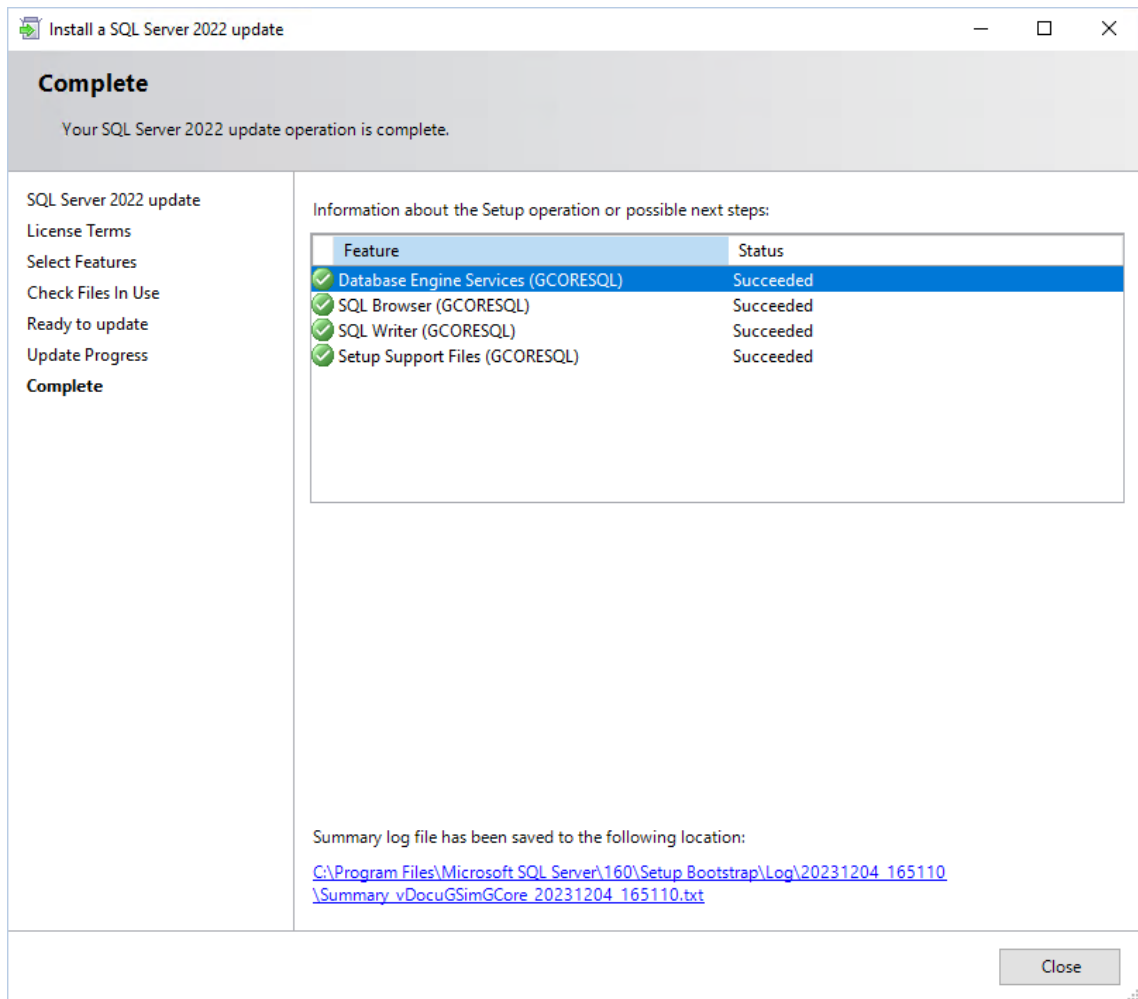 Install a SQL Server 2022 update
Complete
Your SQL Server 2022 update operation is complete.
SQL Server 2022 update
License Terms
Select Features
Check Files In Use
Ready to update
Update Progress
Complete
Information about the Setup operation or possible next steps:
Feature Status
Database Engine Services (GCORESQL) Succeeded
SQL Browser (GCORESQL) Succeeded
SQL Writer (GCORESQL) Succeeded
Setup Support Files (GCORESQL) Succeeded
Summary log file has been saved to the following location:
C:\Program Files\Microsoft SQL Server\160\Setup Bootstrap\Log\20231204_165110
\Summary_vDocuGSimGCore_20231204_165110.txt
Close